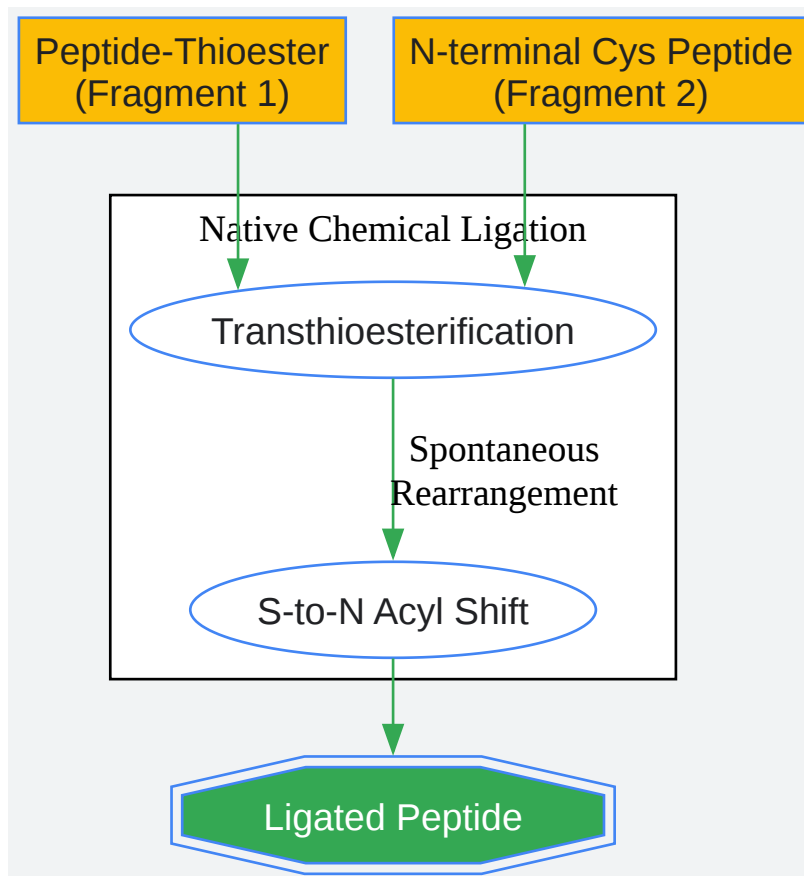 Peptide-Thioester
(Fragment 1)
N-terminal Cys Peptide
(Fragment 2)
Native Chemical Ligation
Transthioesterification
Spontaneous
Rearrangement
S-to-N Acyl Shift
Ligated Peptide